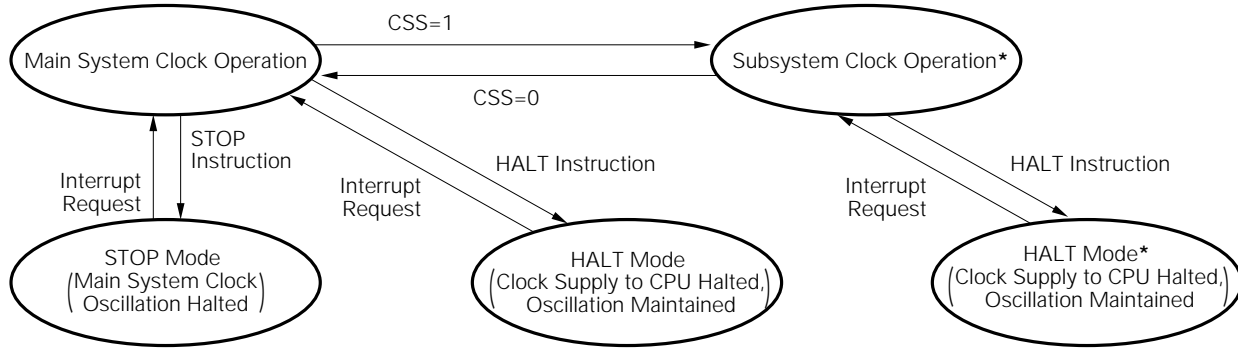 CSS=1
Main System Clock Operation
Subsystem Clock Operation*
CSS=0
STOP
Instruction
Interrupt
Request
HALT Instruction
Interrupt
Request
HALT Instruction
Interrupt
Request
STOP Mode
(Main System Clock)
(Oscillation Halted)
HALT Mode
(Clock Supply to CPU Halted,)
(Oscillation Maintained)
HALT Mode*
(Clock Supply to CPU Halted,)
(Oscillation Maintained)